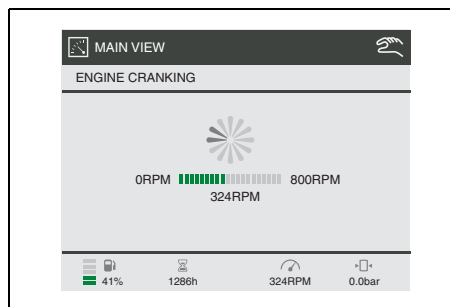 MAIN VIEW
ENGINE CRANKING
0RPM 800RPM
324RPM
41% 1286h 324RPM 0.0bar